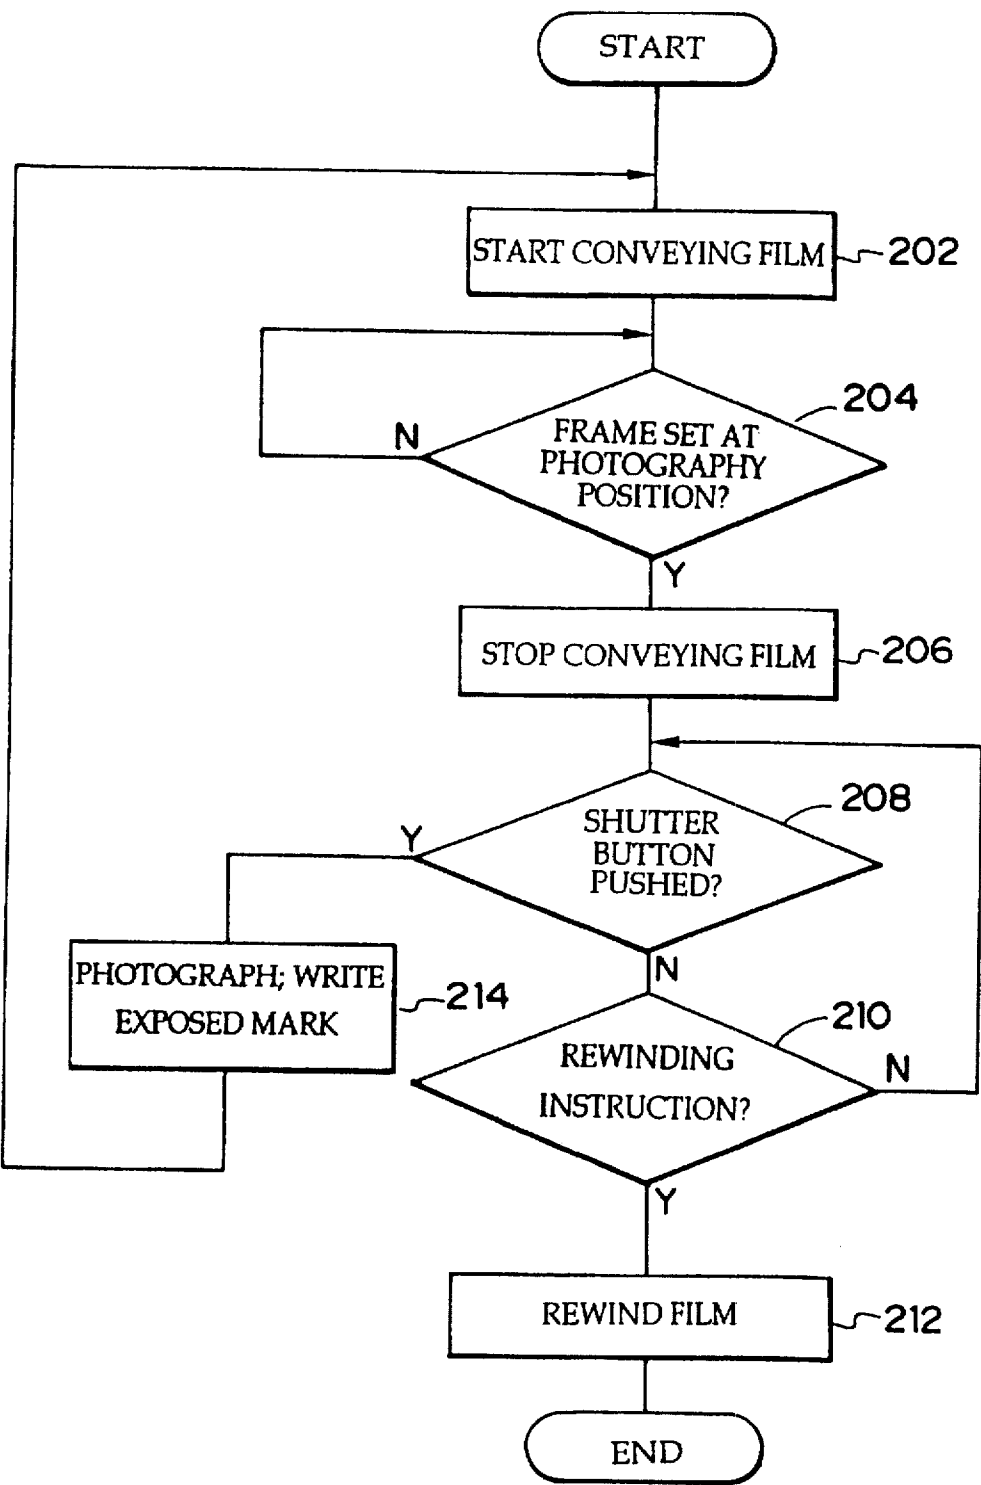 START
START CONVEYING FILM
202
204
N
FRAME SET AT
PHOTOGRAPHY
POSITION?
Y
STOP CONVEYING FILM
206
208
Y
SHUTTER
BUTTON
PUSHED?
N
PHOTOGRAPH; WRITE
EXPOSED MARK
214
210
REWINDING
INSTRUCTION?
N
Y
REWIND FILM
212
END